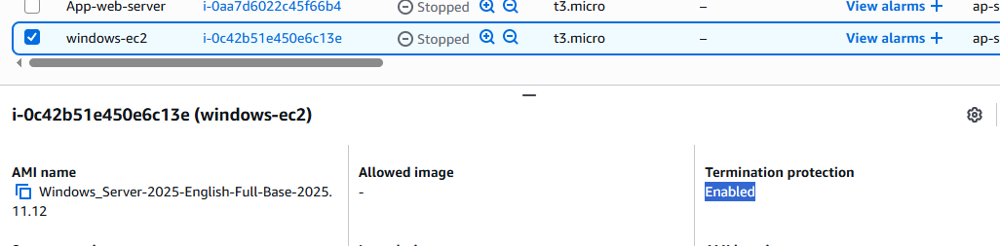 App-web-server i-0aa7d6022c45f66b4 Stopped t3.micro – View alarms + ap-s
windows-ec2 i-0c42b51e450e6c13e Stopped t3.micro – View alarms + ap-s
i-0c42b51e450e6c13e (windows-ec2)
AMI name
Windows_Server-2025-English-Full-Base-2025.
11.12
Allowed image
-
Termination protection
Enabled